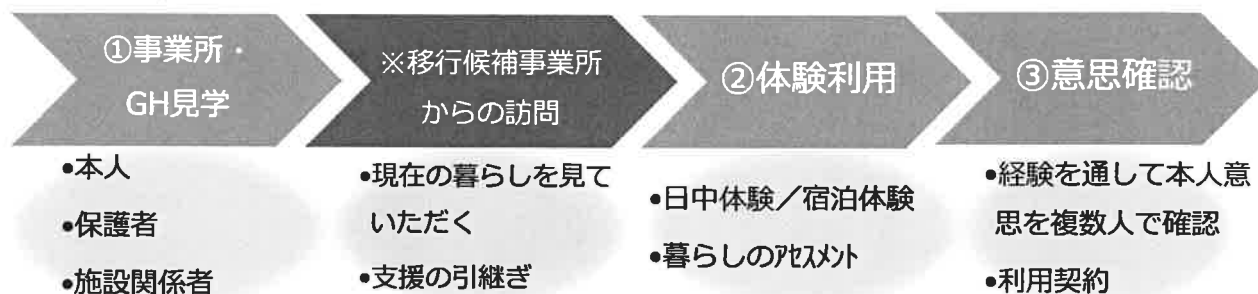 ①事業所・
GH見学
※移行候補事業所
からの訪問
②体験利用
③意思確認
•本人
•保護者
•施設関係者
•現在の暮らしを見て
いただく
•支援の引継ぎ
•日中体験／宿泊体験
•暮らしのｱｾｽﾒﾝﾄ
•経験を通して本人意
思を複数人で確認
•利用契約